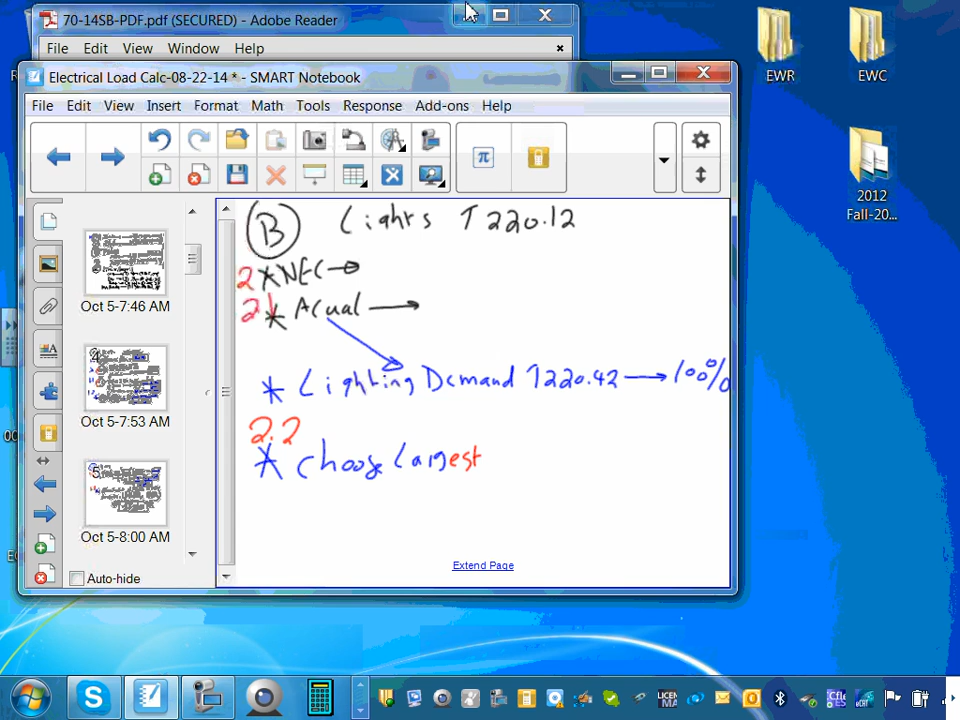 70-14SB-PDF.pdf (SECURED) - Adobe Reader
File Edit View Window Help
Electrical Load Calc-08-22-14 * - SMART Notebook
File Edit View Insert Format Math Tools Response Add-ons Help
EWR
EWC
2012
Fall-20...
Oct 5-7:46 AM
Oct 5-7:53 AM
Oct 5-8:00 AM
Auto-hide
B Lights T220.12
2 * NEC →
2.1 * Acual →
* Lighting Demand T220.42 → 100%
2.2
* Choose Largest
Extend Page